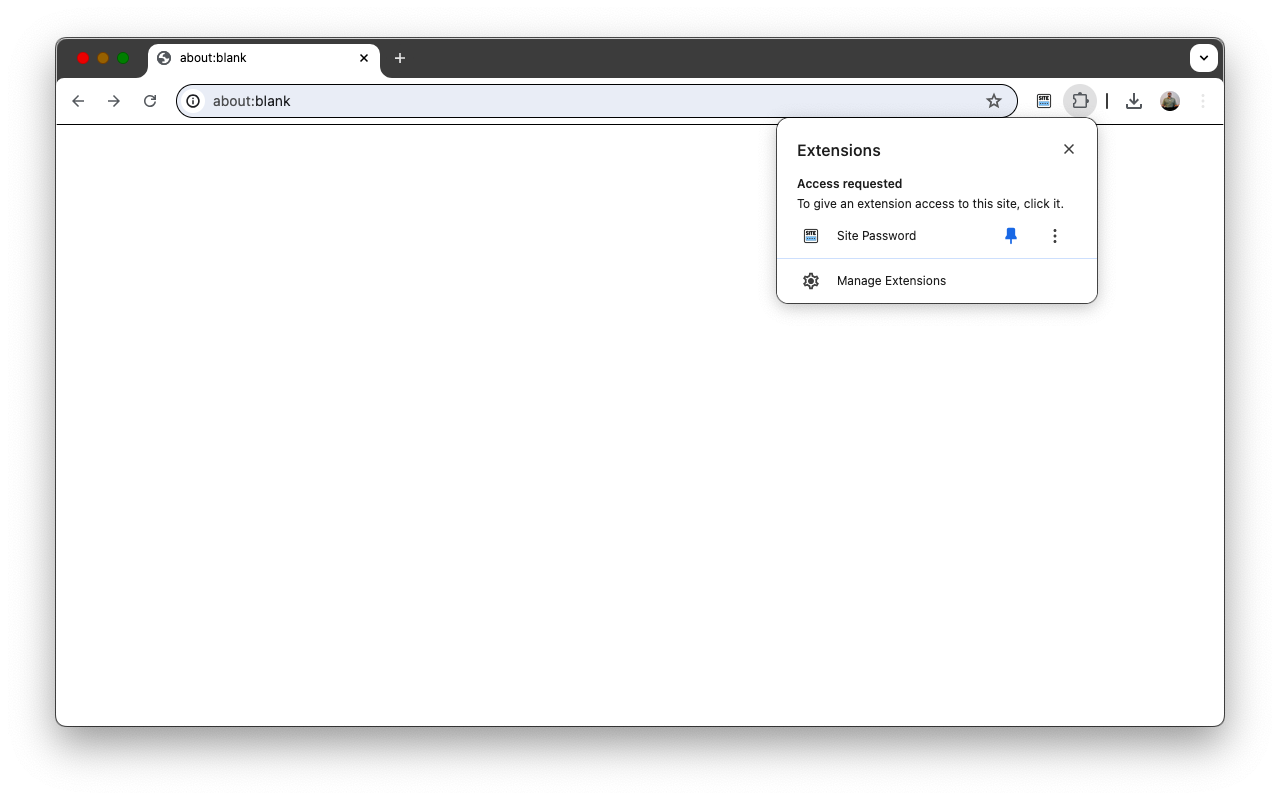 about:blank
about:blank
Extensions
Access requested
To give an extension access to this site, click it.
SITE
Site Password
Manage Extensions